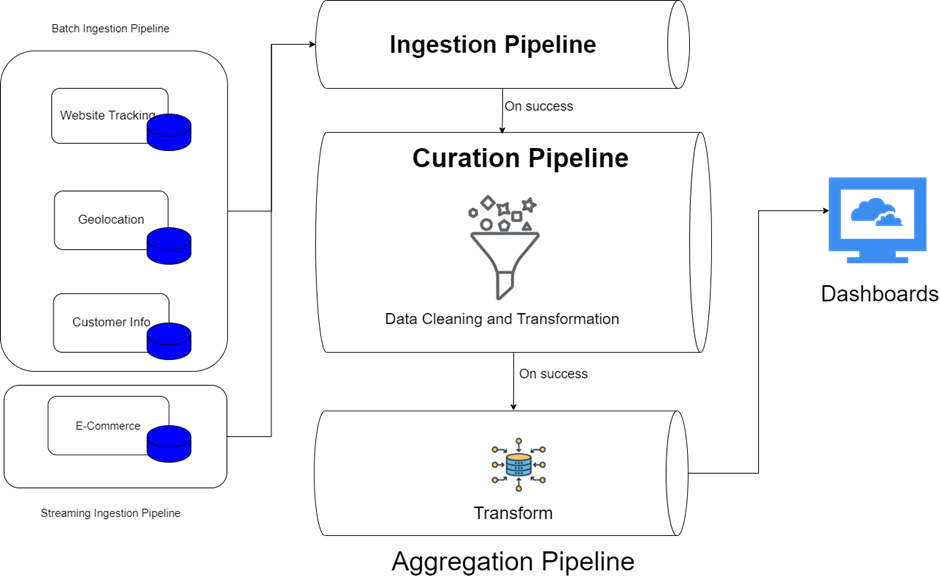 Batch Ingestion Pipeline
Website Tracking
Geolocation
Customer Info
E-Commerce
Streaming Ingestion Pipeline
Ingestion Pipeline
On success
Curation Pipeline
Data Cleaning and Transformation
On success
Transform
Aggregation Pipeline
Dashboards